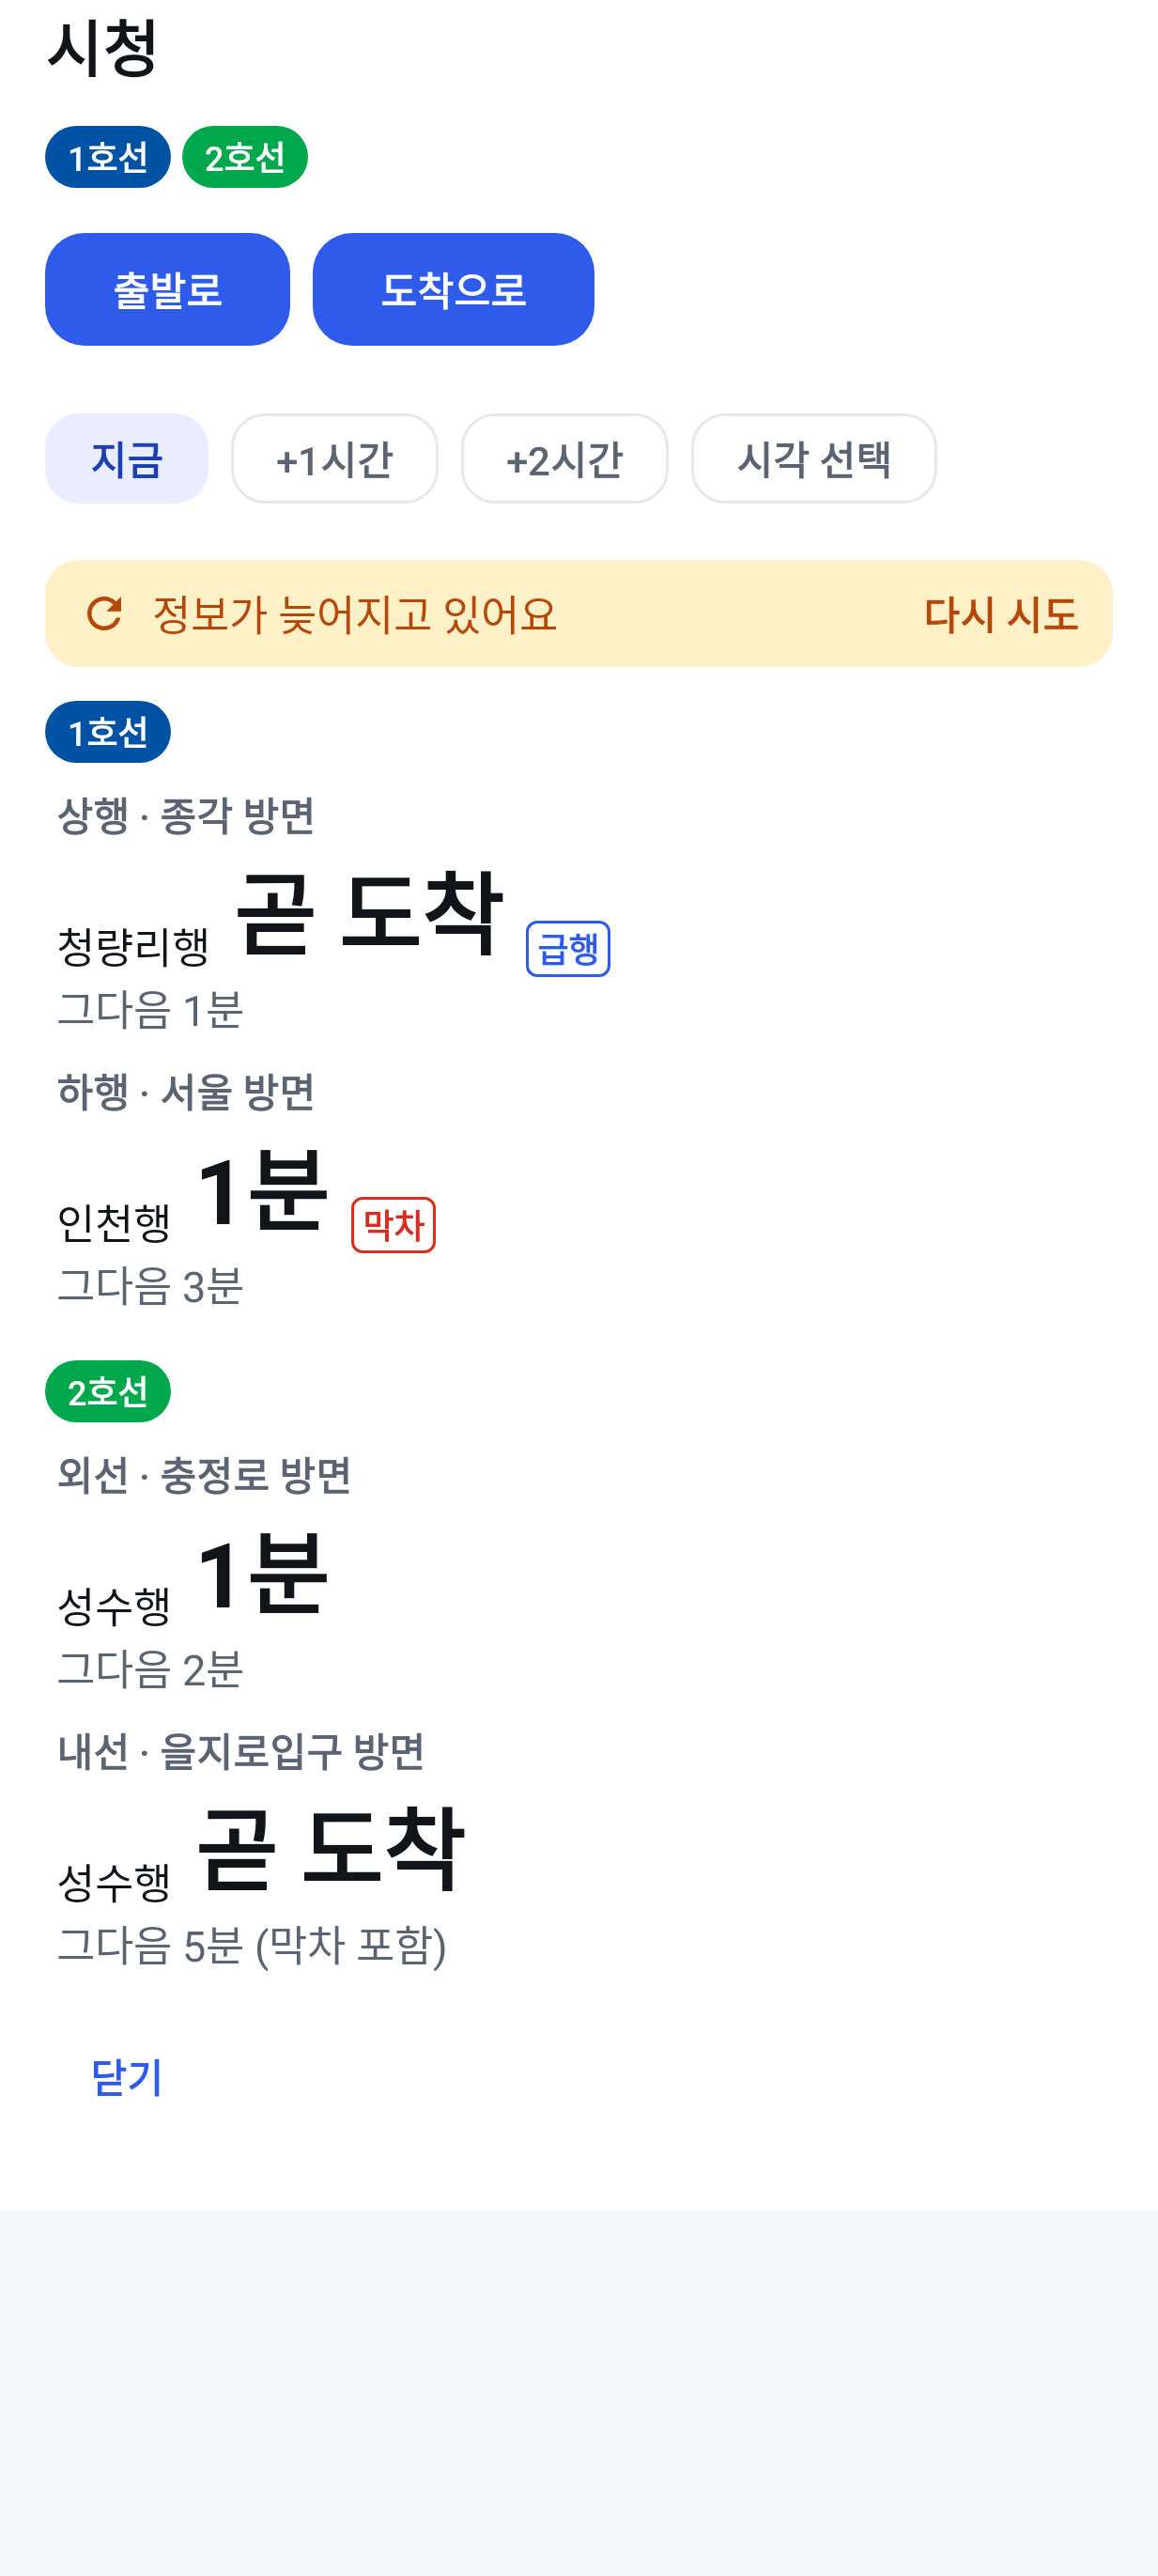 시청
1호선 2호선
출발로 도착으로
지금 +1시간 +2시간 시각 선택
정보가 늦어지고 있어요 다시 시도
1호선
상행 · 종각 방면
청량리행 곧 도착 급행
그다음 1분
하행 · 서울 방면
인천행 1분 막차
그다음 3분
2호선
외선 · 충정로 방면
성수행 1분
그다음 2분
내선 · 을지로입구 방면
성수행 곧 도착
그다음 5분 (막차 포함)
닫기